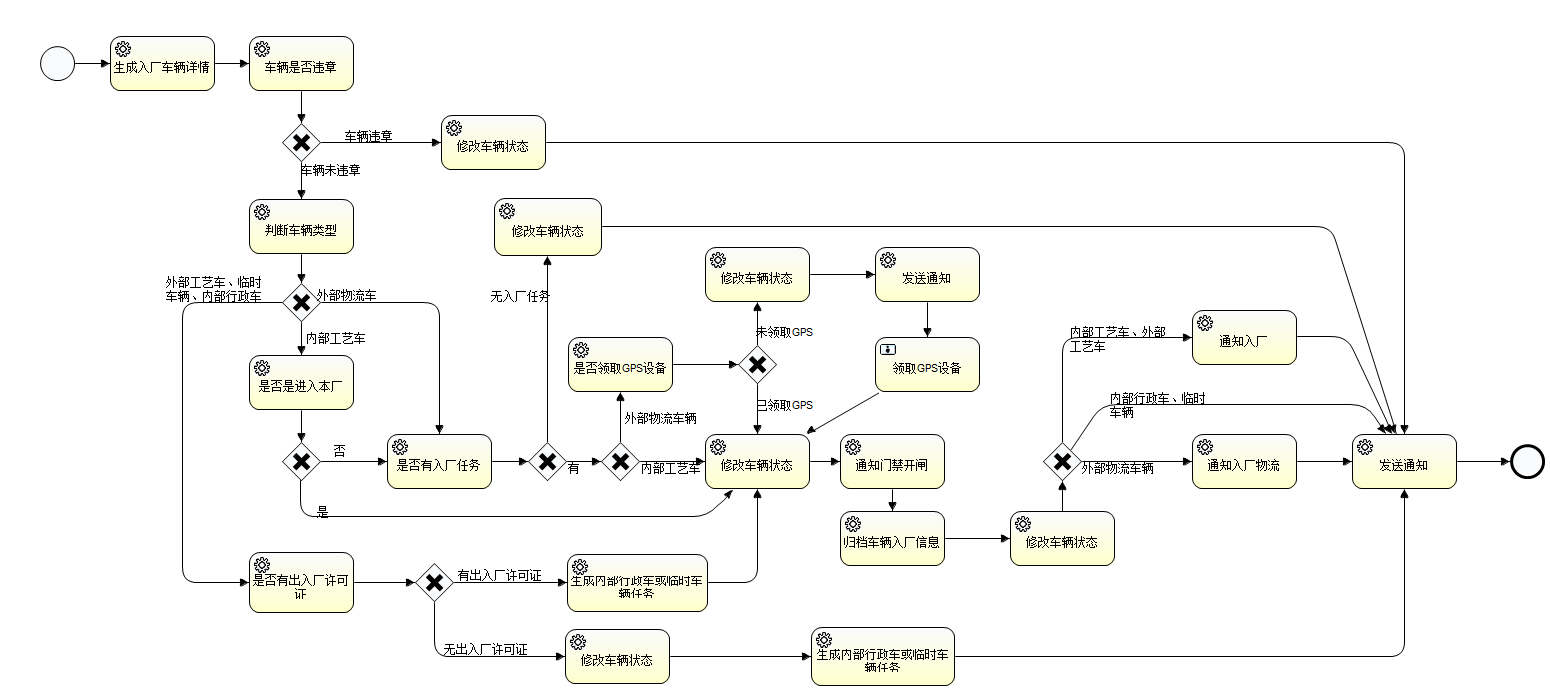 生成入厂车辆详情
车辆是否违章
车辆违章
修改车辆状态
车辆未违章
判断车辆类型
修改车辆状态
外部工艺车、临时
车辆、内部行政车
外部物流车
无入厂任务
修改车辆状态
发送通知
内部工艺车
未领取GPS
内部工艺车、外部
工艺车
通知入厂
是否是进入本厂
是否领取GPS设备
领取GPS设备
已领取GPS
内部行政车、临时
车辆
外部物流车辆
否
是否有入厂任务
有
内部工艺车
修改车辆状态
通知门禁开闸
外部物流车辆
通知入厂物流
发送通知
是
归档车辆入厂信息
修改车辆状态
是否有出入厂许可
证
有出入厂许可证
生成内部行政车或临时车
辆任务
无出入厂许可证
修改车辆状态
生成内部行政车或临时车
辆任务